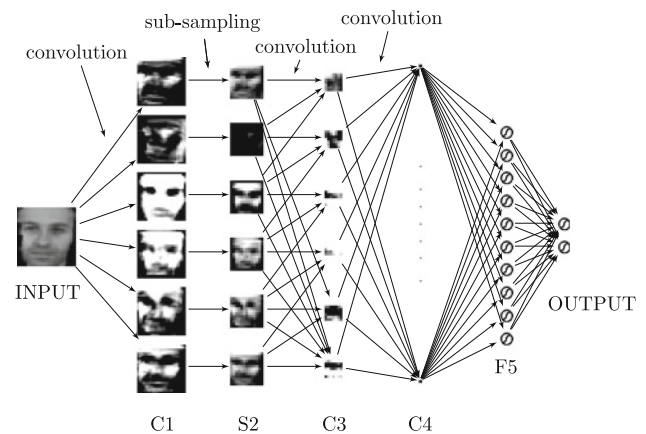 sub-sampling
convolution
convolution
convolution
INPUT
OUTPUT
F5
C1
S2
C3
C4